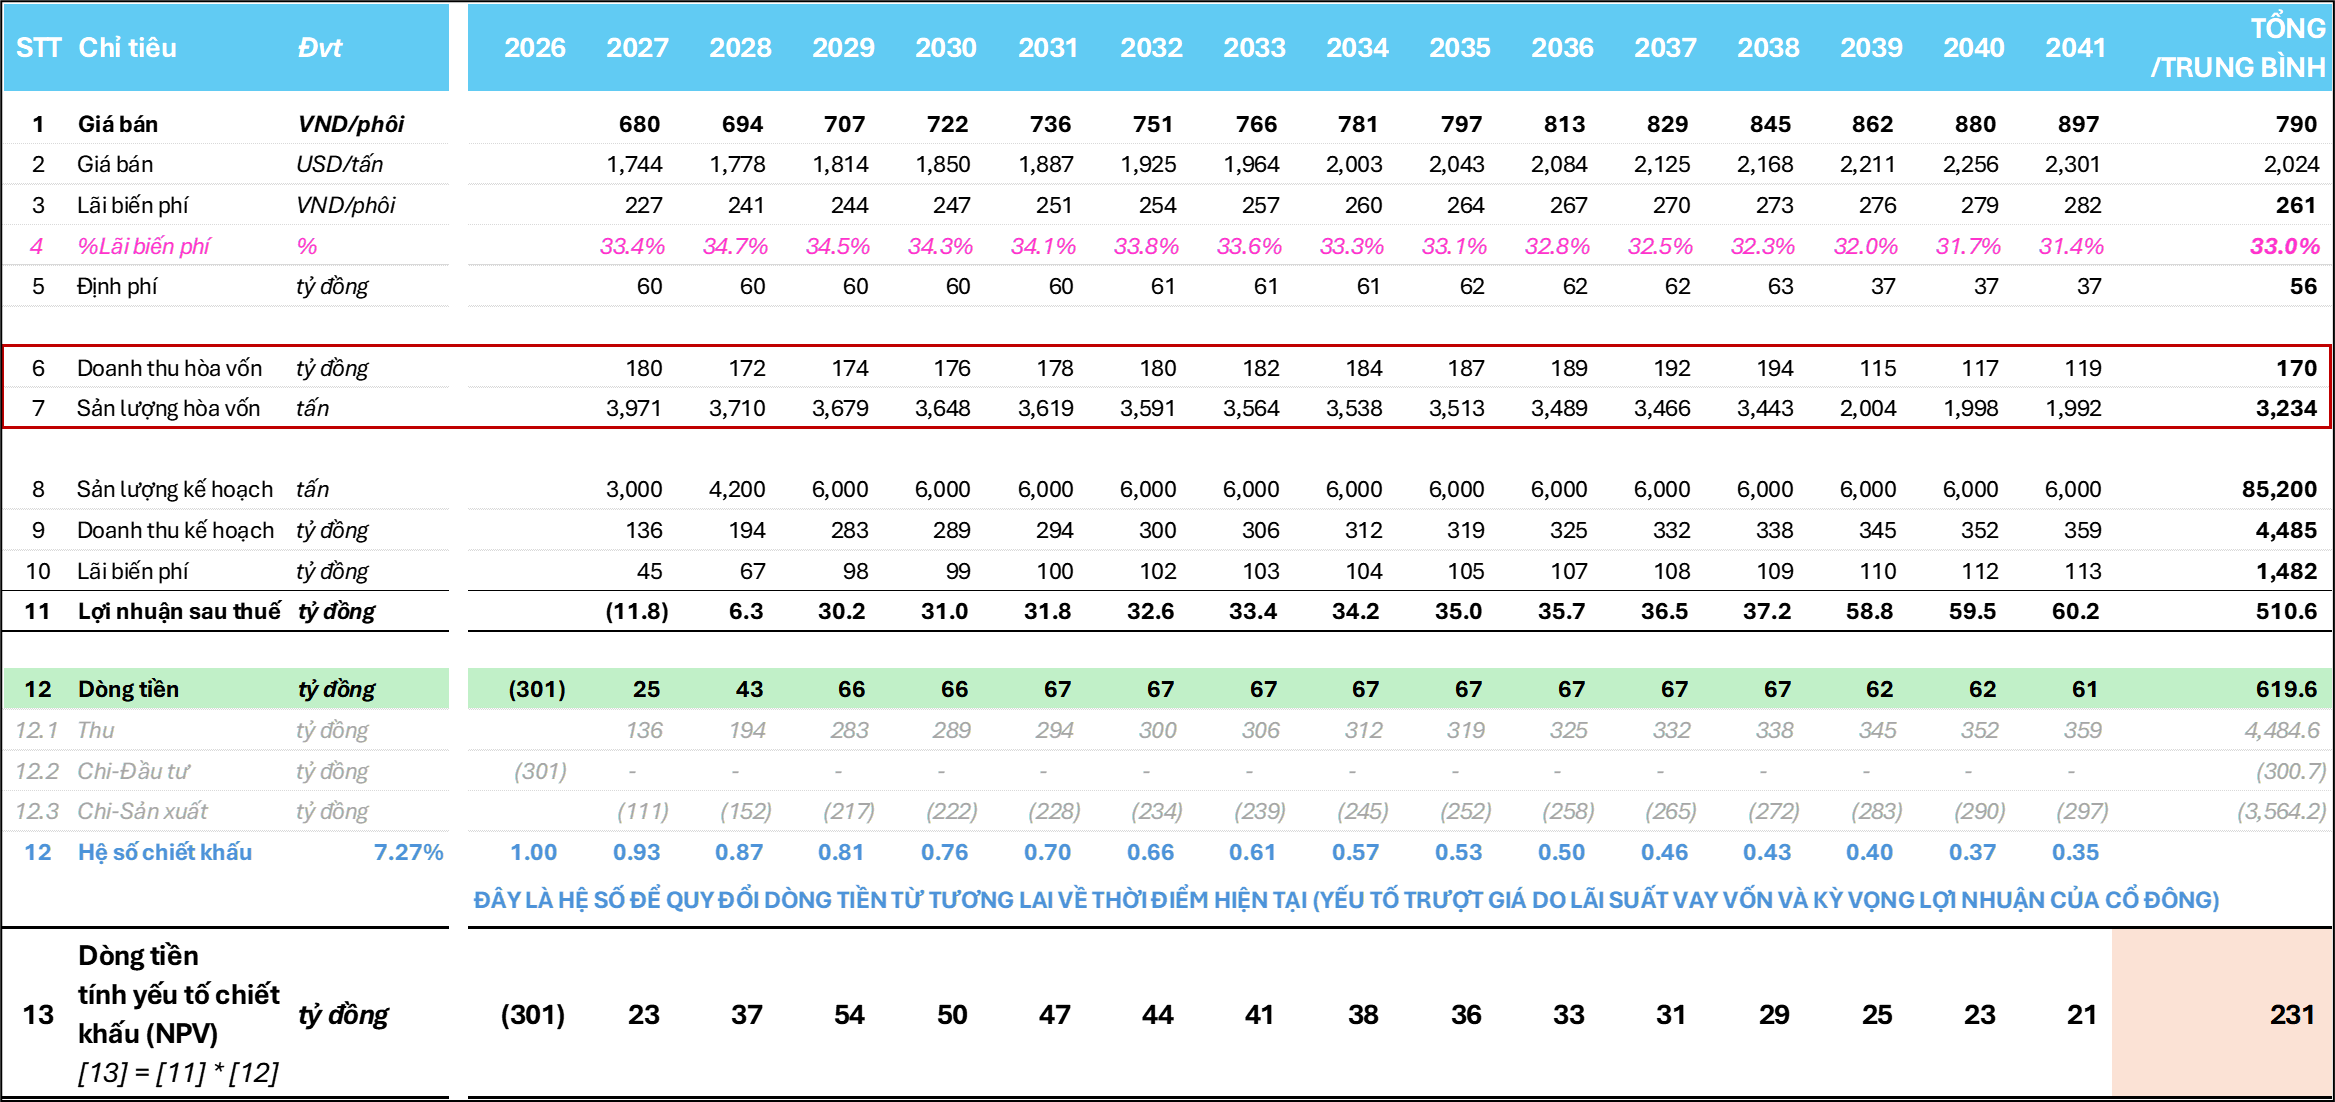 STT Chỉ tiêu Đvt 2026 2027 2028 2029 2030 2031 2032 2033 2034 2035 2036 2037 2038 2039 2040 2041 TỔNG /TRUNG BÌNH
1 Giá bán VND/phôi 680 694 707 722 736 751 766 781 797 813 829 845 862 880 897 790
2 Giá bán USD/tấn 1,744 1,778 1,814 1,850 1,887 1,925 1,964 2,003 2,043 2,084 2,125 2,168 2,211 2,256 2,301 2,024
3 Lãi biến phí VND/phôi 227 241 244 247 251 254 257 260 264 267 270 273 276 279 282 261
4 %Lãi biến phí % 33.4% 34.7% 34.5% 34.3% 34.1% 33.8% 33.6% 33.3% 33.1% 32.8% 32.5% 32.3% 32.0% 31.7% 31.4% 33.0%
5 Định phí tỷ đồng 60 60 60 60 60 61 61 61 62 62 62 63 37 37 37 56
6 Doanh thu hòa vốn tỷ đồng 180 172 174 176 178 180 182 184 187 189 192 194 115 117 119 170
7 Sản lượng hòa vốn tấn 3,971 3,710 3,679 3,648 3,619 3,591 3,564 3,538 3,513 3,489 3,466 3,443 2,004 1,998 1,992 3,234
8 Sản lượng kế hoạch tấn 3,000 4,200 6,000 6,000 6,000 6,000 6,000 6,000 6,000 6,000 6,000 6,000 6,000 6,000 6,000 85,200
9 Doanh thu kế hoạch tỷ đồng 136 194 283 289 294 300 306 312 319 325 332 338 345 352 359 4,485
10 Lãi biến phí tỷ đồng 45 67 98 99 100 102 103 104 105 107 108 109 110 112 113 1,482
11 Lợi nhuận sau thuế tỷ đồng (11.8) 6.3 30.2 31.0 31.8 32.6 33.4 34.2 35.0 35.7 36.5 37.2 58.8 59.5 60.2 510.6
12 Dòng tiền tỷ đồng (301) 25 43 66 66 67 67 67 67 67 67 67 67 62 62 61 619.6
12.1 Thu tỷ đồng 136 194 283 289 294 300 306 312 319 325 332 338 345 352 359 4,484.6
12.2 Chi-Đầu tư tỷ đồng (301) - - - - - - - - - - - - - - - (300.7)
12.3 Chi-Sản xuất tỷ đồng (111) (152) (217) (222) (228) (234) (239) (245) (252) (258) (265) (272) (283) (290) (297) (3,564.2)
12 Hệ số chiết khấu 7.27% 1.00 0.93 0.87 0.81 0.76 0.70 0.66 0.61 0.57 0.53 0.50 0.46 0.43 0.40 0.37 0.35
ĐÂY LÀ HỆ SỐ ĐỂ QUY ĐỔI DÒNG TIỀN TỪ TƯƠNG LAI VỀ THỜI ĐIỂM HIỆN TẠI (YẾU TỐ TRƯỢT GIÁ DO LÃI SUẤT VAY VỐN VÀ KỲ VỌNG LỢI NHUẬN CỦA CỔ ĐÔNG)
13 Dòng tiền
tính yếu tố chiết
khấu (NPV)
[13] = [11] * [12]
tỷ đồng (301) 23 37 54 50 47 44 41 38 36 33 31 29 25 23 21 231